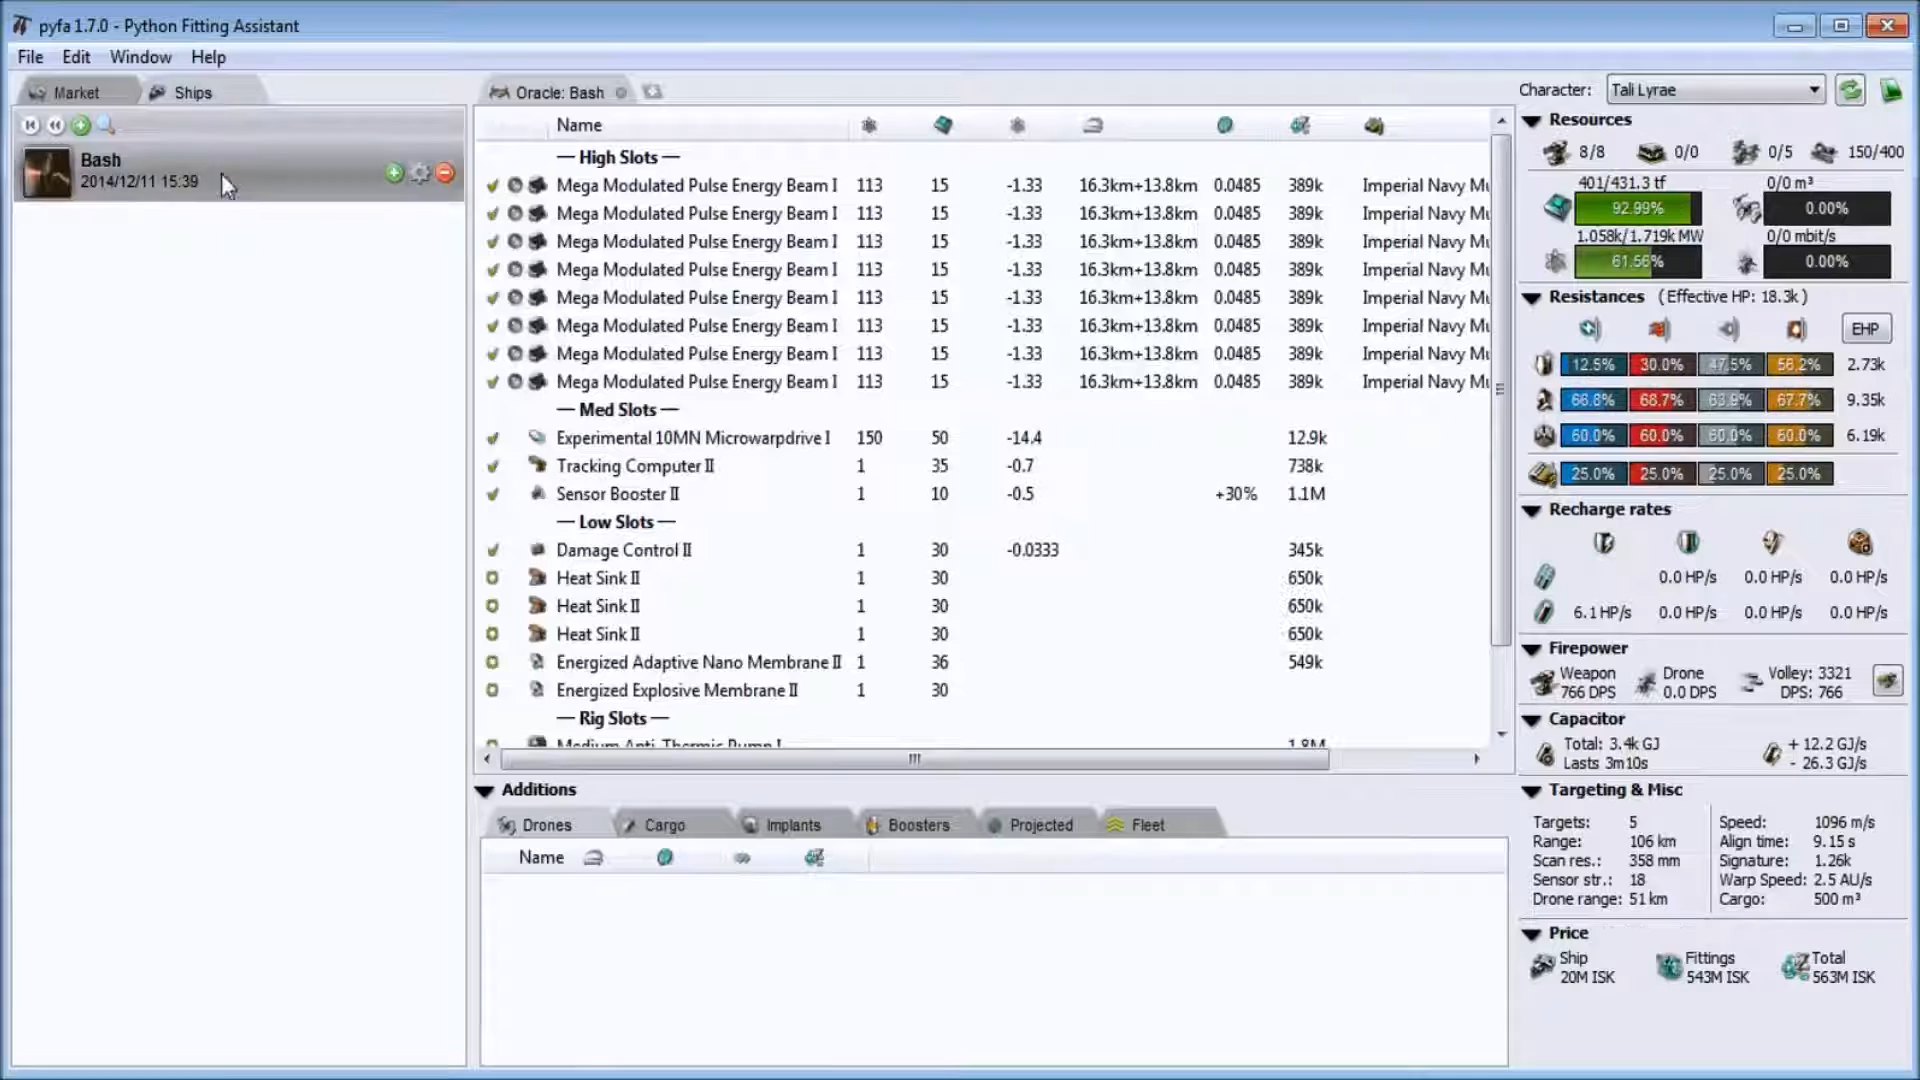 pyfa 1.7.0 - Python Fitting Assistant
File Edit Window Help
Market Ships
Bash
2014/12/11 15:39
Oracle: Bash
Name
— High Slots —
Mega Modulated Pulse Energy Beam I 113 15 -1.33 16.3km+13.8km 0.0485 389k Imperial Navy Mu
Mega Modulated Pulse Energy Beam I 113 15 -1.33 16.3km+13.8km 0.0485 389k Imperial Navy Mu
Mega Modulated Pulse Energy Beam I 113 15 -1.33 16.3km+13.8km 0.0485 389k Imperial Navy Mu
Mega Modulated Pulse Energy Beam I 113 15 -1.33 16.3km+13.8km 0.0485 389k Imperial Navy Mu
Mega Modulated Pulse Energy Beam I 113 15 -1.33 16.3km+13.8km 0.0485 389k Imperial Navy Mu
Mega Modulated Pulse Energy Beam I 113 15 -1.33 16.3km+13.8km 0.0485 389k Imperial Navy Mu
Mega Modulated Pulse Energy Beam I 113 15 -1.33 16.3km+13.8km 0.0485 389k Imperial Navy Mu
Mega Modulated Pulse Energy Beam I 113 15 -1.33 16.3km+13.8km 0.0485 389k Imperial Navy Mu
— Med Slots —
Experimental 10MN Microwarpdrive I 150 50 -14.4 12.9k
Tracking Computer II 1 35 -0.7 738k
Sensor Booster II 1 10 -0.5 +30% 1.1M
— Low Slots —
Damage Control II 1 30 -0.0333 345k
Heat Sink II 1 30 650k
Heat Sink II 1 30 650k
Heat Sink II 1 30 650k
Energized Adaptive Nano Membrane II 1 36 549k
Energized Explosive Membrane II 1 30
— Rig Slots —
Medium Anti-Thermic Pump I 1.8M
Additions
Drones Cargo Implants Boosters Projected Fleet
Name
Character: Tali Lyrae
Resources
8/8 0/0 0/5 150/400
401/431.3 tf 0/0 m³
92.99% 0.00%
1.058k/1.719k MW 0/0 mbit/s
61.56% 0.00%
Resistances (Effective HP: 18.3k)
EHP
12.5% 30.0% 47.5% 56.2% 2.73k
66.8% 68.7% 63.9% 67.7% 9.35k
60.0% 60.0% 60.0% 60.0% 6.19k
25.0% 25.0% 25.0% 25.0%
Recharge rates
0.0 HP/s 0.0 HP/s 0.0 HP/s
6.1 HP/s 0.0 HP/s 0.0 HP/s 0.0 HP/s
Firepower
Weapon Drone Volley: 3321
766 DPS 0.0 DPS DPS: 766
Capacitor
Total: 3.4k GJ + 12.2 GJ/s
Lasts 3m10s - 26.3 GJ/s
Targeting & Misc
Targets: 5 Speed: 1096 m/s
Range: 106 km Align time: 9.15 s
Scan res.: 358 mm Signature: 1.26k
Sensor str.: 18 Warp Speed: 2.5 AU/s
Drone range: 51 km Cargo: 500 m³
Price
Ship Fittings Total
20M ISK 543M ISK 563M ISK